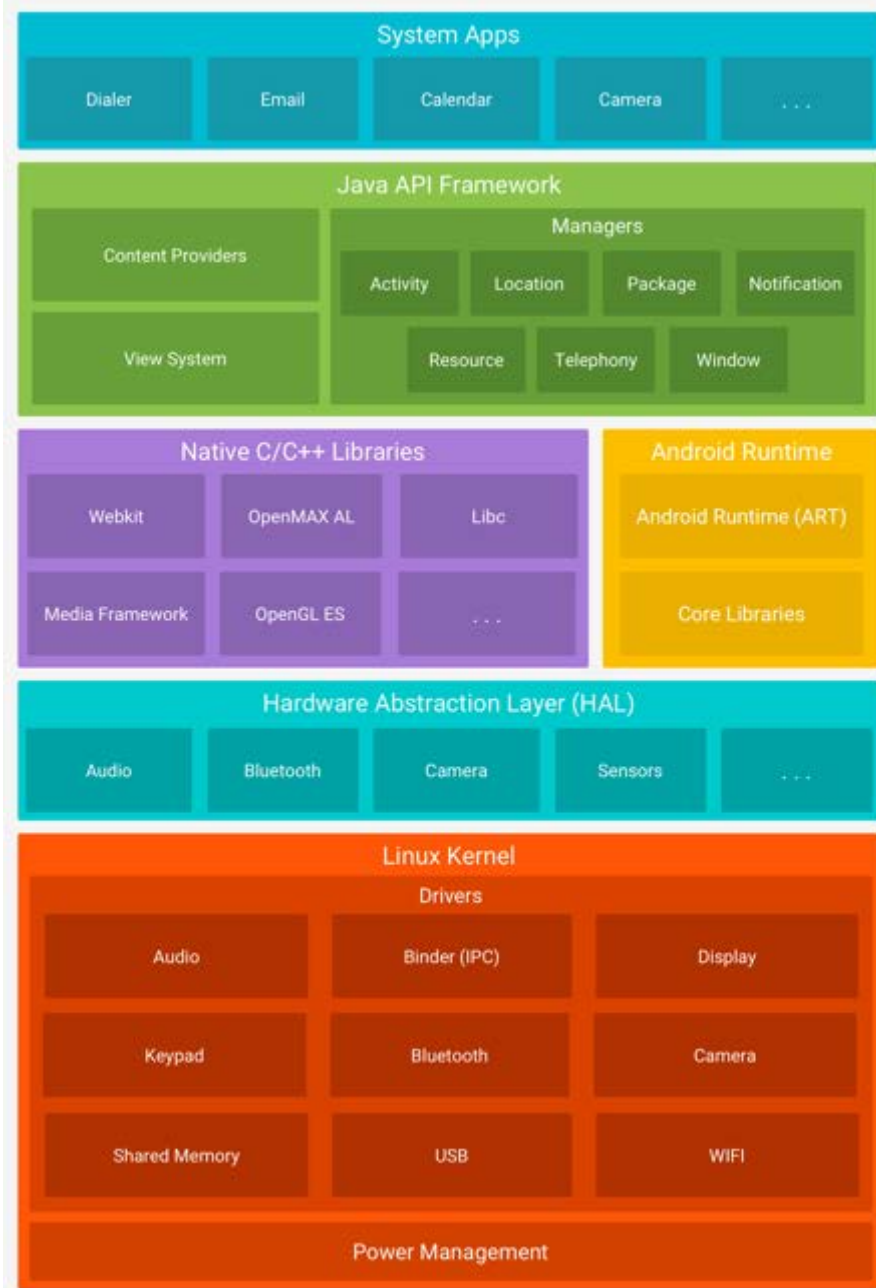 System Apps
Dialer Email Calendar Camera . . .
Java API Framework
Content Providers
View System
Managers
Activity Location Package Notification
Resource Telephony Window
Native C/C++ Libraries
Webkit OpenMAX AL Libc
Media Framework OpenGL ES . . .
Android Runtime
Android Runtime (ART)
Core Libraries
Hardware Abstraction Layer (HAL)
Audio Bluetooth Camera Sensors . . .
Linux Kernel
Drivers
Audio Binder (IPC) Display
Keypad Bluetooth Camera
Shared Memory USB WIFI
Power Management